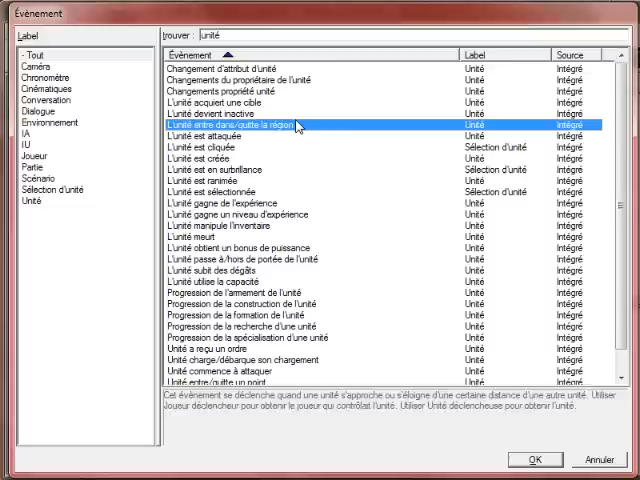 Évènement
Label
- Tout
Caméra
Chronomètre
Cinématiques
Conversation
Dialogue
Environnement
IA
IU
Joueur
Partie
Scénario
Sélection d'unité
Unité
trouver : unité
Évènement Label Source
Changement d'attribut d'unité Unité Intégré
Changements du propriétaire de l'unité Unité Intégré
Changements propriété unité Unité Intégré
L'unité acquiert une cible Unité Intégré
L'unité devient inactive Unité Intégré
L'unité entre dans/quitte la région Unité Intégré
L'unité est attaquée Unité Intégré
L'unité est cliquée Sélection d'unité Intégré
L'unité est créée Unité Intégré
L'unité est en surbrillance Sélection d'unité Intégré
L'unité est ranimée Unité Intégré
L'unité est sélectionnée Sélection d'unité Intégré
L'unité gagne de l'expérience Unité Intégré
L'unité gagne un niveau d'expérience Unité Intégré
L'unité manipule l'inventaire Unité Intégré
L'unité meurt Unité Intégré
L'unité obtient un bonus de puissance Unité Intégré
L'unité passe à/hors de portée de l'unité Unité Intégré
L'unité subit des dégâts Unité Intégré
L'unité utilise la capacité Unité Intégré
Progression de l'armement de l'unité Unité Intégré
Progression de la construction de l'unité Unité Intégré
Progression de la formation de l'unité Unité Intégré
Progression de la recherche d'une unité Unité Intégré
Progression de la spécialisation d'une unité Unité Intégré
Unité a reçu un ordre Unité Intégré
Unité charge/débarque son chargement Unité Intégré
Unité commence à attaquer Unité Intégré
Unité entre/quitte un point Unité Intégré
Cet évènement se déclenche quand une unité s'approche ou s'éloigne d'une certaine distance d'une autre unité. Utiliser
Joueur déclencheur pour obtenir le joueur qui contrôlait l'unité. Utiliser Unité déclencheuse pour obtenir l'unité.
OK
Annuler